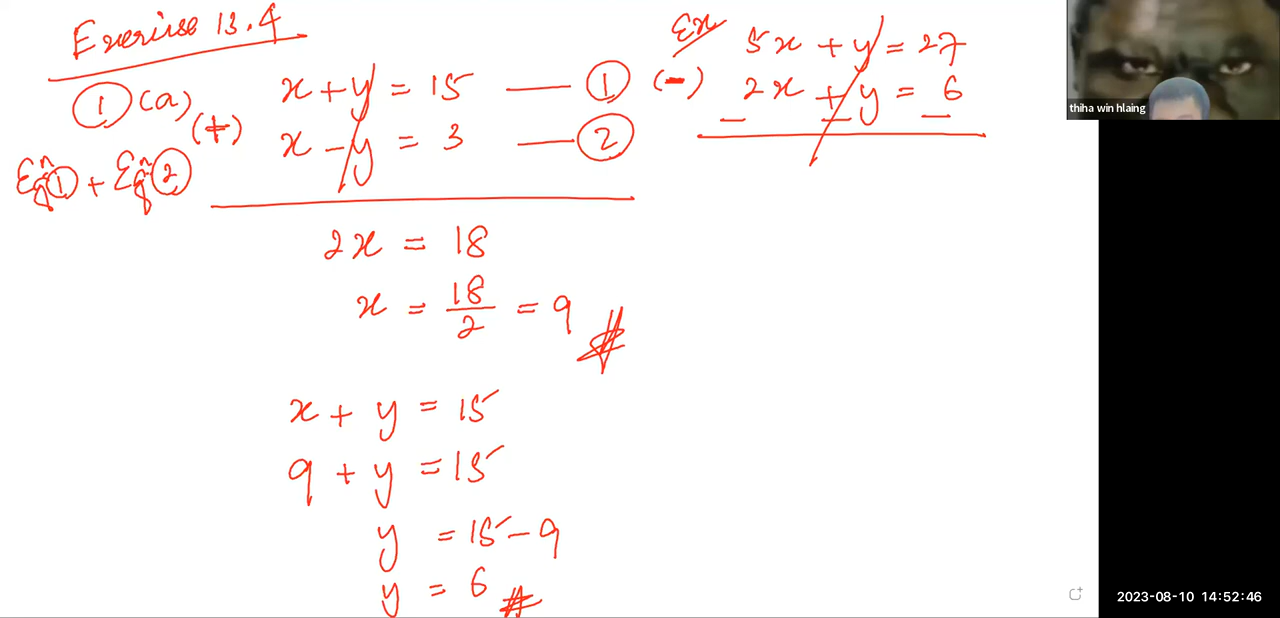 Exercise 13.4
① (a)
x + y = 15 — ①
(+) x - y = 3 — ②
Eqⁿ ① + Eqⁿ ②
2x = 18
x = 18/2 = 9 #
x + y = 15
9 + y = 15
y = 15 - 9
y = 6 #
Ex
5x + y = 27
(-) 2x + y = 6
- - -
thiha win hlaing
2023-08-10 14:52:46